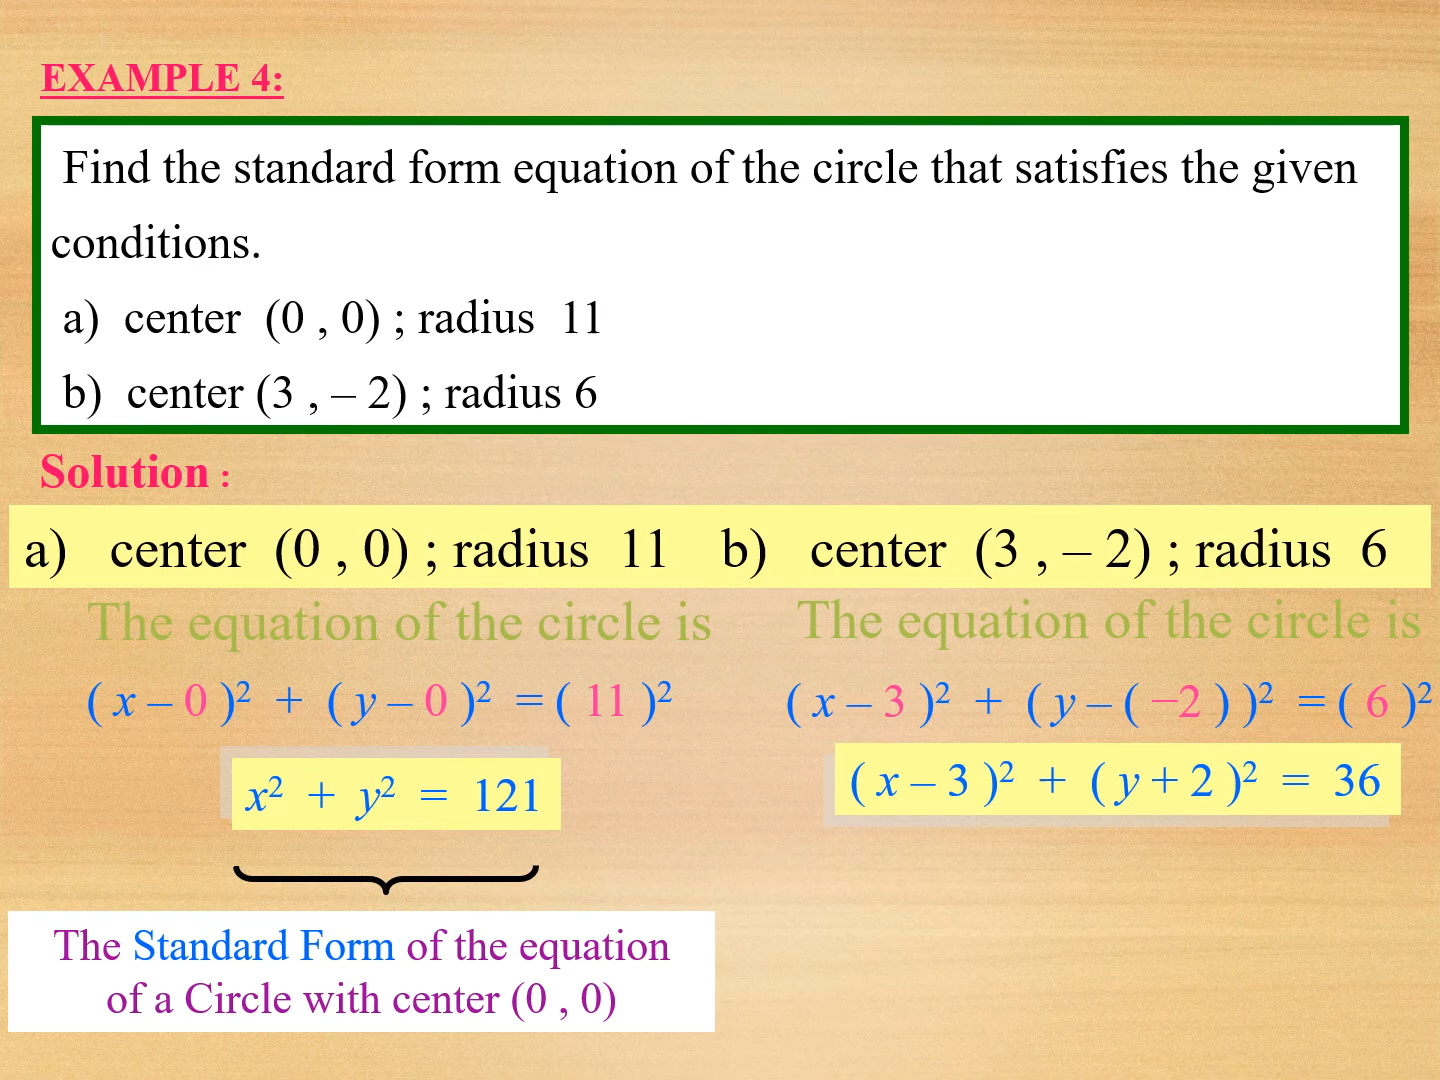 EXAMPLE 4:
Find the standard form equation of the circle that satisfies the given
conditions.
a) center (0 , 0) ; radius 11
b) center (3 , – 2) ; radius 6
Solution :
a) center (0 , 0) ; radius 11 b) center (3 , – 2) ; radius 6
The equation of the circle is The equation of the circle is
( x – 0 )² + ( y – 0 )² = ( 11 )² ( x – 3 )² + ( y – ( −2 ) )² = ( 6 )²
x² + y² = 121 ( x – 3 )² + ( y + 2 )² = 36
The Standard Form of the equation
of a Circle with center (0 , 0)